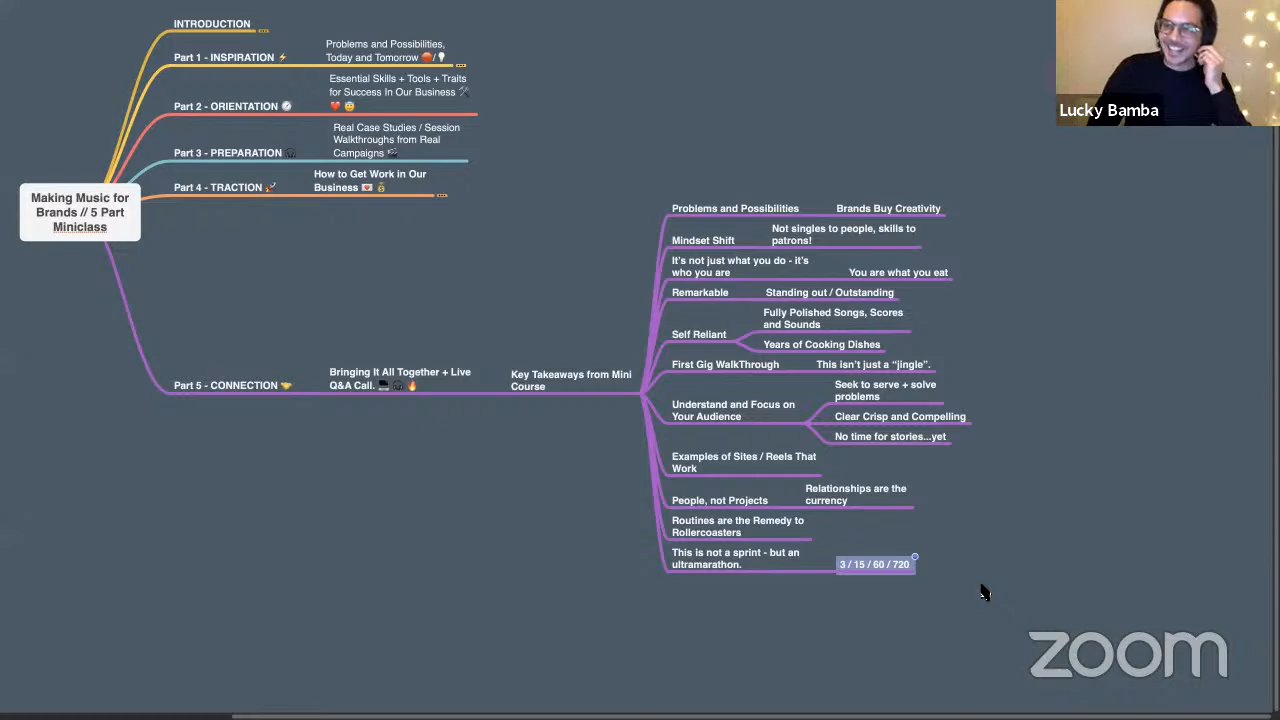 INTRODUCTION
Part 1 - INSPIRATION ⚡
Problems and Possibilities,
Today and Tomorrow 🛑/💡
Part 2 - ORIENTATION 🧭
Essential Skills + Tools + Traits
for Success In Our Business 🛠
❤️ 😇
Part 3 - PREPARATION 🎧
Real Case Studies / Session
Walkthroughs from Real
Campaigns 🎬
Part 4 - TRACTION 🚀
How to Get Work in Our
Business 💌 💰
Making Music for
Brands // 5 Part
Miniclass
Part 5 - CONNECTION 🤝
Bringing It All Together + Live
Q&A Call. 💻 🎧 🔥
Key Takeaways from Mini
Course
Problems and Possibilities
Brands Buy Creativity
Mindset Shift
Not singles to people, skills to
patrons!
It's not just what you do - it's
who you are
You are what you eat
Remarkable
Standing out / Outstanding
Self Reliant
Fully Polished Songs, Scores
and Sounds
Years of Cooking Dishes
First Gig WalkThrough
This isn't just a “jingle”.
Understand and Focus on
Your Audience
Seek to serve + solve
problems
Clear Crisp and Compelling
No time for stories...yet
Examples of Sites / Reels That
Work
People, not Projects
Relationships are the
currency
Routines are the Remedy to
Rollercoasters
This is not a sprint - but an
ultramarathon.
3 / 15 / 60 / 720
Lucky Bamba
zoom